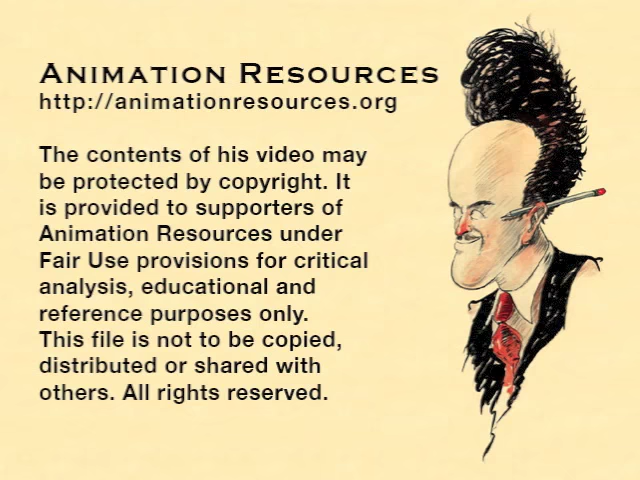 Animation Resources
http://animationresources.org
The contents of his video may
be protected by copyright. It
is provided to supporters of
Animation Resources under
Fair Use provisions for critical
analysis, educational and
reference purposes only.
This file is not to be copied,
distributed or shared with
others. All rights reserved.